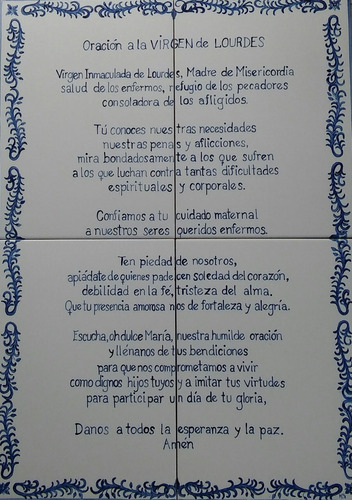 Oración a la VIRGEN de LOURDES
Virgen Inmaculada de Lourdes, Madre de Misericordia
salud de los enfermos, refugio de los pecadores
consoladora de los afligidos.
Tú conoces nuestras necesidades
nuestras penas y aflicciones,
mira bondadosamente a los que sufren
a los que luchan contra tantas dificultades
espirituales y corporales.
Confiamos a tu cuidado maternal
a nuestros seres queridos enfermos.
Ten piedad de nosotros,
apiádate de quienes padecen soledad del corazón,
debilidad en la fé, tristeza del alma.
Que tu presencia amorosa nos de fortaleza y alegría.
Escucha, oh dulce María, nuestra humilde oración
y llénanos de tus bendiciones
para que nos comprometamos a vivir
como dignos hijos tuyos y a imitar tus virtudes
para participar un día de tu gloria,
Danos a todos la esperanza y la paz.
Amén